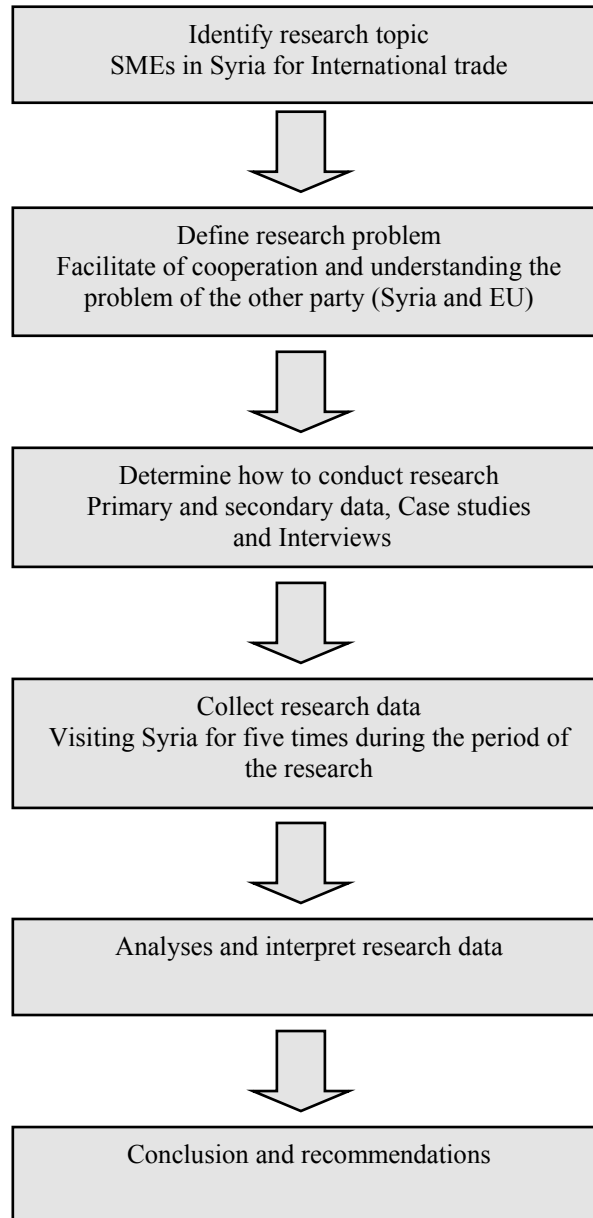 Identify research topic
SMEs in Syria for International trade
Define research problem
Facilitate of cooperation and understanding the
problem of the other party (Syria and EU)
Determine how to conduct research
Primary and secondary data, Case studies
and Interviews
Collect research data
Visiting Syria for five times during the period of
the research
Analyses and interpret research data
Conclusion and recommendations